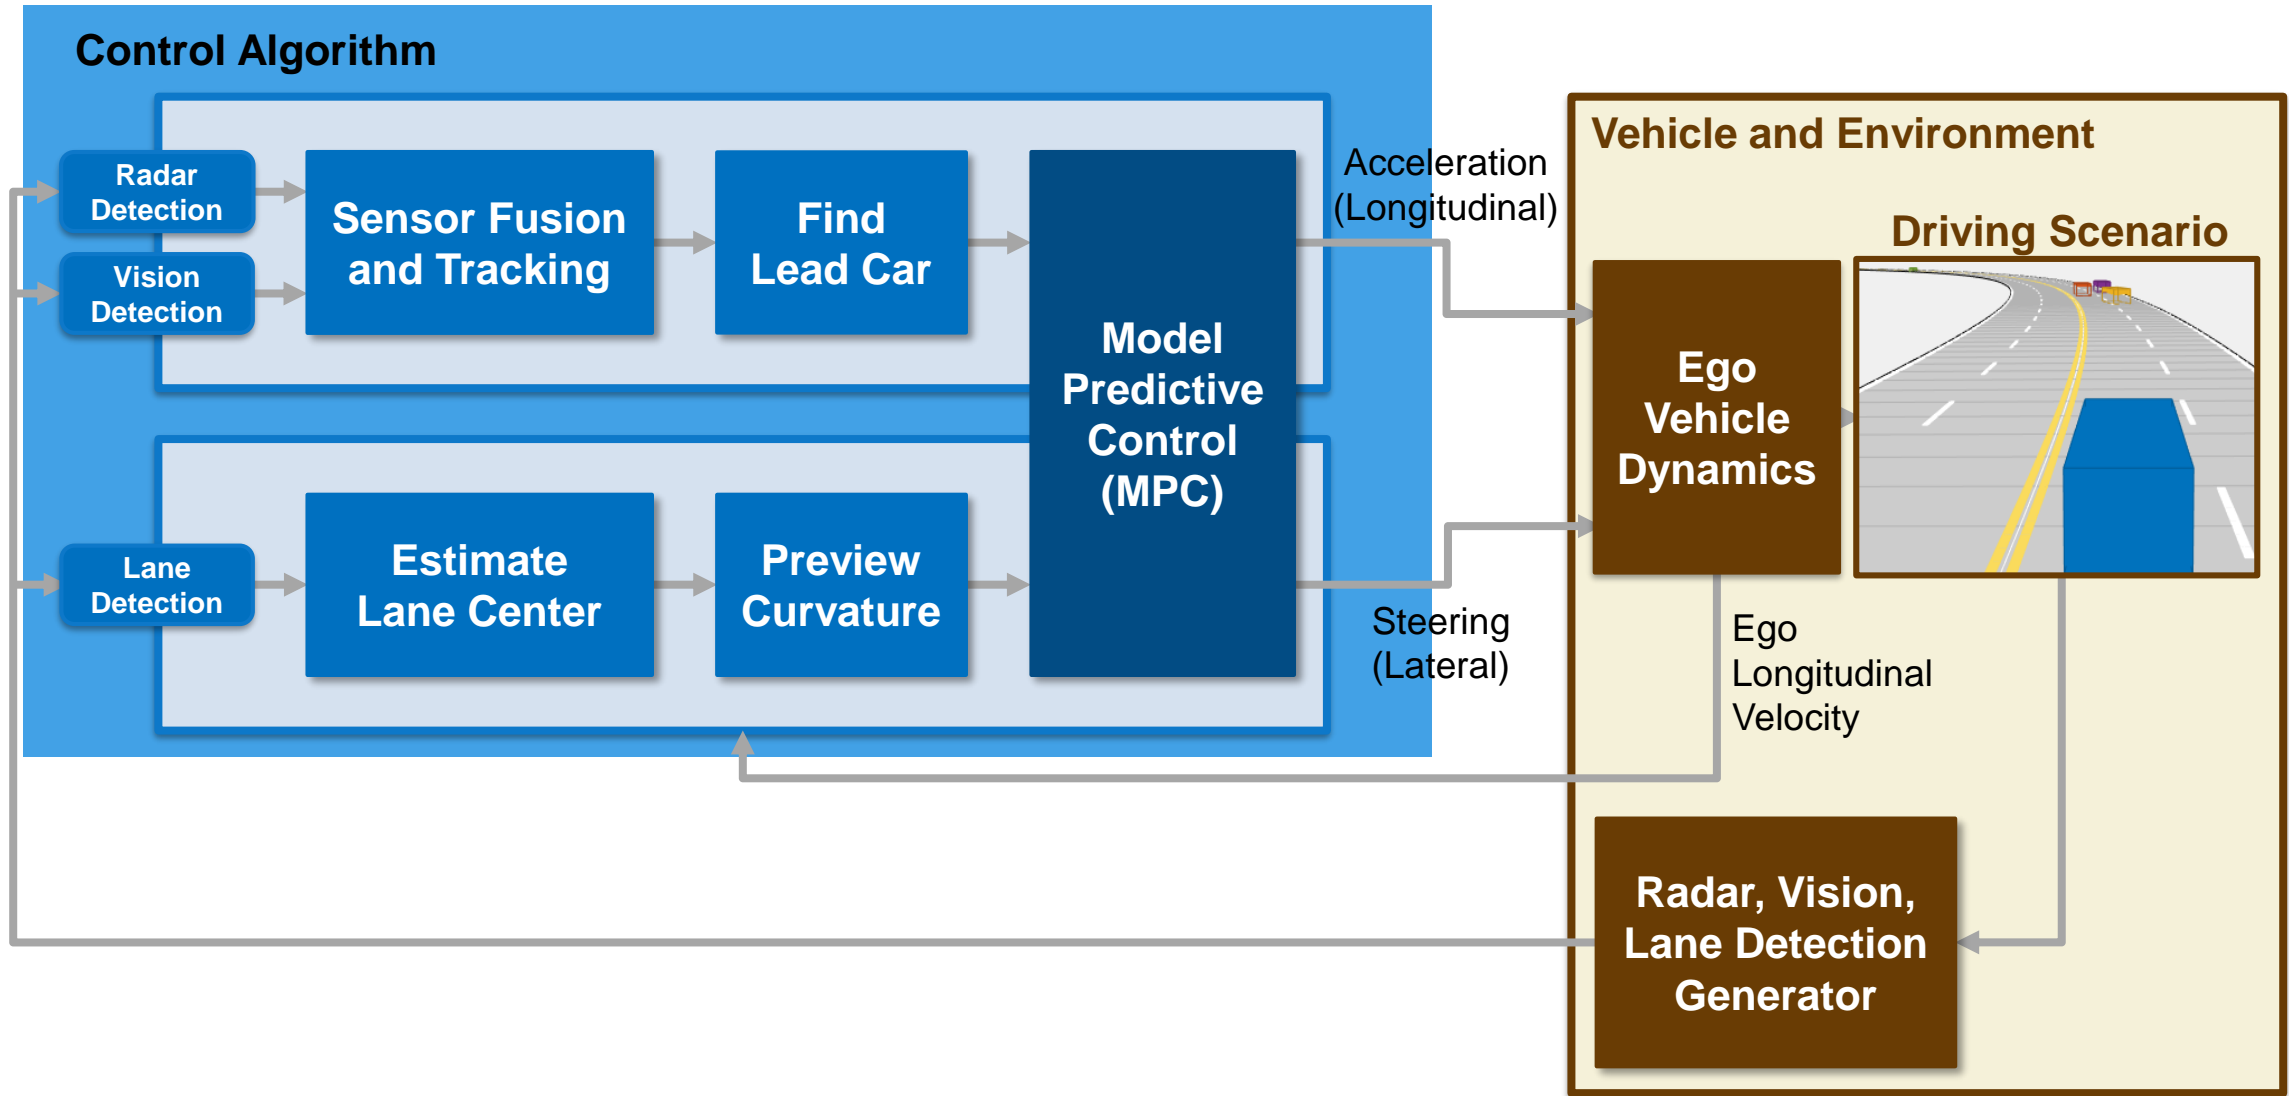 Control Algorithm
Radar
Detection
Vision
Detection
Sensor Fusion
and Tracking
Find
Lead Car
Model
Predictive
Control
(MPC)
Lane
Detection
Estimate
Lane Center
Preview
Curvature
Acceleration
(Longitudinal)
Steering
(Lateral)
Vehicle and Environment
Driving Scenario
Ego
Vehicle
Dynamics
Ego
Longitudinal
Velocity
Radar, Vision,
Lane Detection
Generator